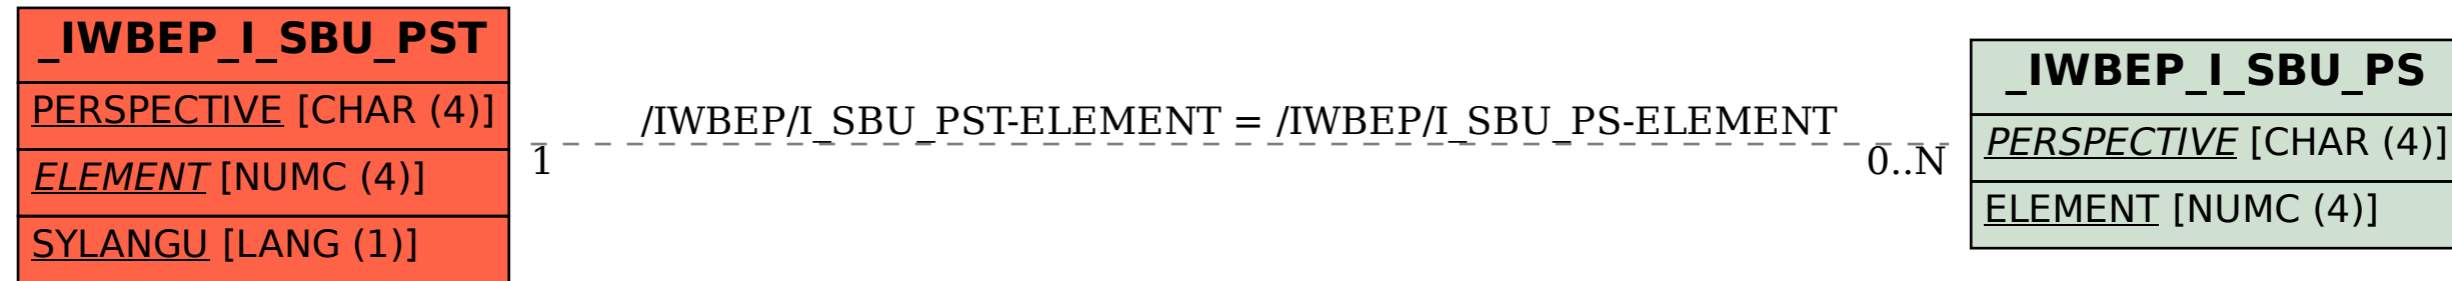 _IWBEP_I_SBU_PST
PERSPECTIVE [CHAR (4)]
ELEMENT [NUMC (4)]
SYLANGU [LANG (1)]
/IWBEP/I_SBU_PST-ELEMENT = /IWBEP/I_SBU_PS-ELEMENT
1
0..N
_IWBEP_I_SBU_PS
PERSPECTIVE [CHAR (4)]
ELEMENT [NUMC (4)]